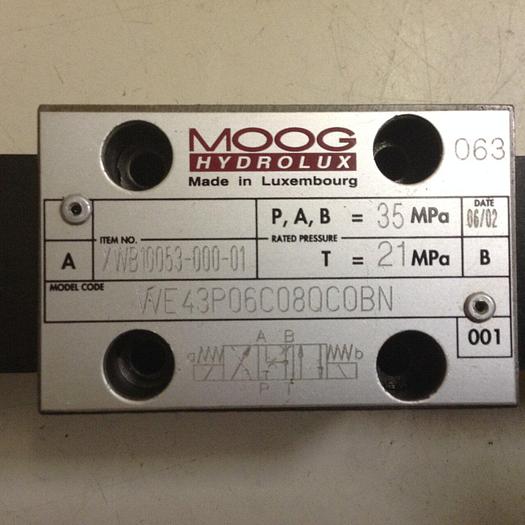 MOOG
HYDROLUX
Made in Luxembourg
063
P, A, B = 35 MPa
DATE
06/02
ITEM NO.
RATED PRESSURE
A
XWB10053-000-01
T = 21 MPa
B
MODEL CODE
WE43P06C08QC0BN
001
A B
a
b
P T